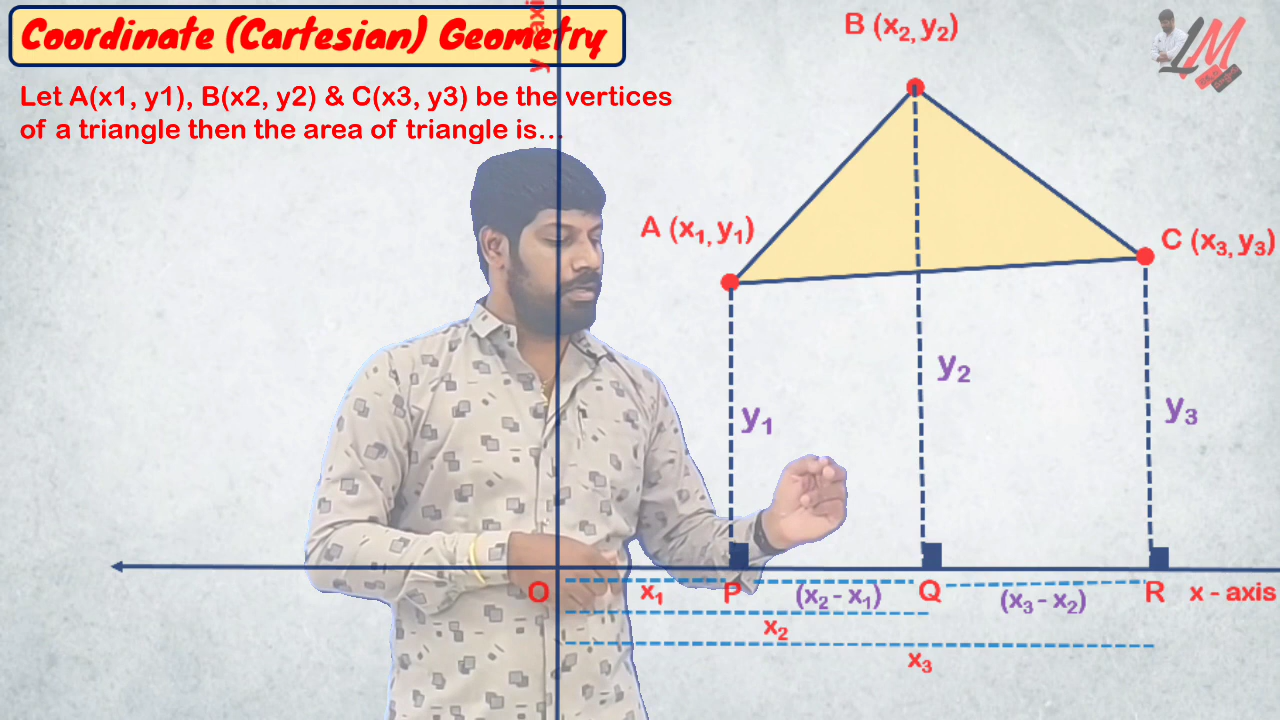 Coordinate (Cartesian) Geometry
Let A(x1, y1), B(x2, y2) & C(x3, y3) be the vertices
of a triangle then the area of triangle is...
y - axi
B (x₂, y₂)
LM
A (x₁, y₁)
C (x₃, y₃)
y₂
y₁
y₃
O
x₁
P
(x₂ - x₁)
Q
(x₃ - x₂)
R
x - axis
x₂
x₃